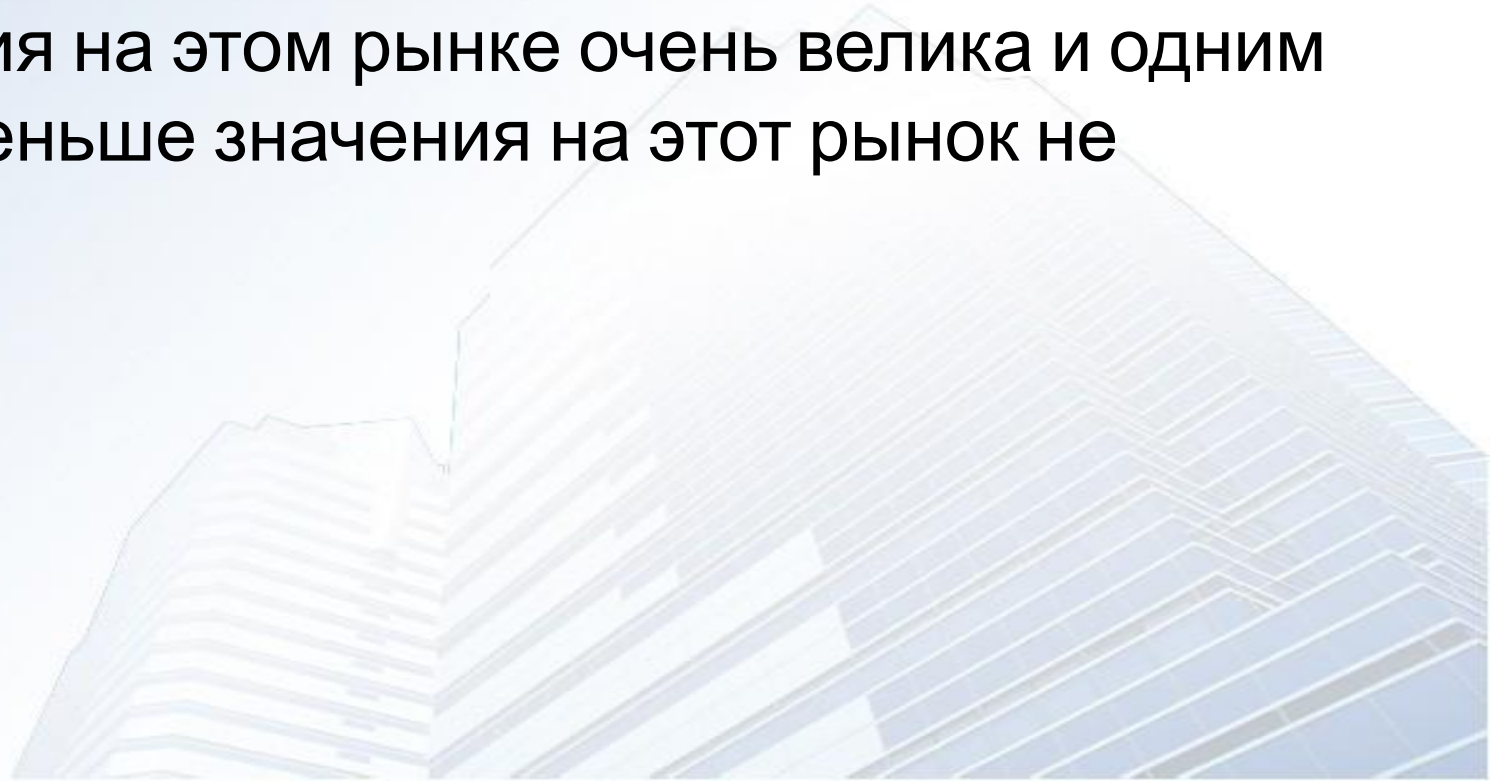 ия на этом рынке очень велика и одним
еньше значения на этот рынок не